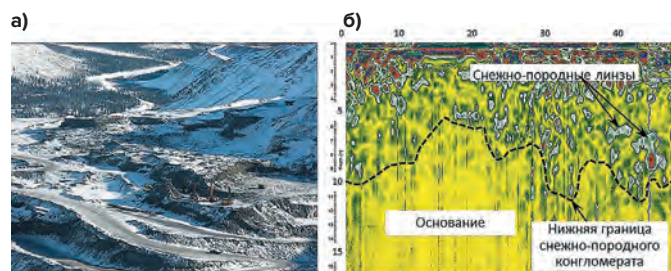 а)
б)
0 10 20 30 40
Снежно-породные линзы
5
10
Основание
Нижняя граница
снежно-породного
конгломерата
15